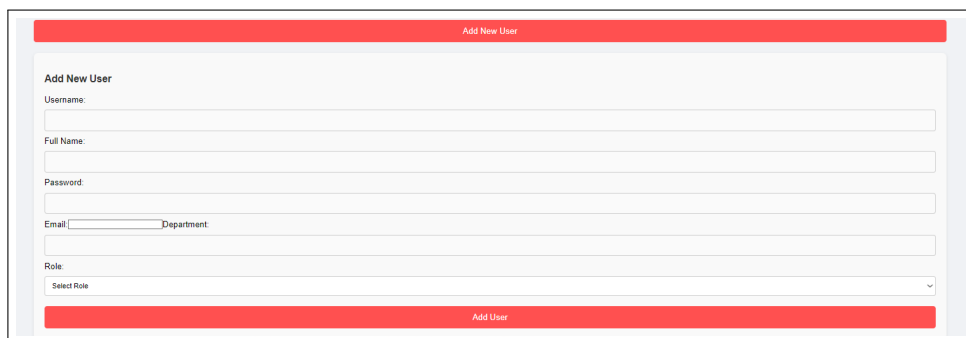 Add New User
Add New User
Username:
Full Name:
Password:
Email: Department:
Role:
Select Role
Add User